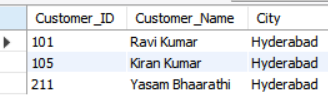 Customer_ID Customer_Name City
101 Ravi Kumar Hyderabad
105 Kiran Kumar Hyderabad
211 Yasam Bhaarathi Hyderabad